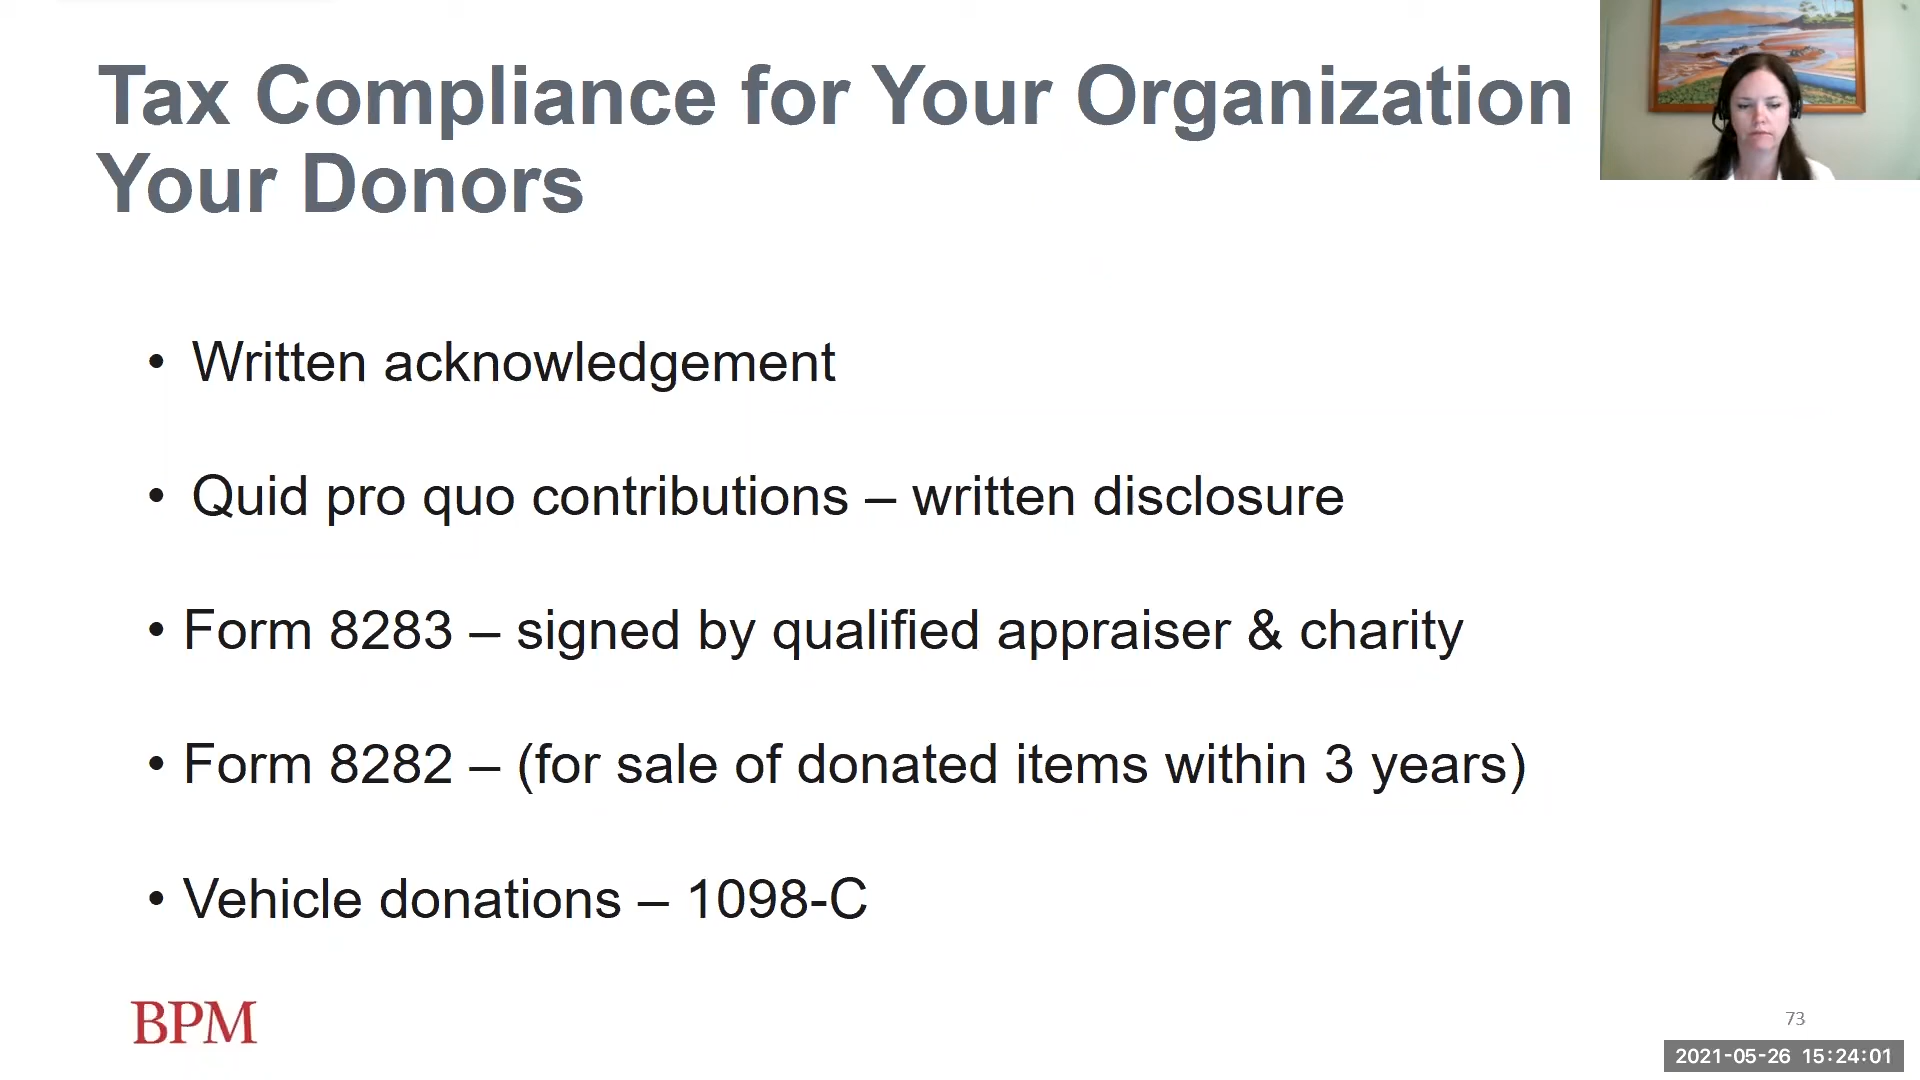 Tax Compliance for Your Organization
Your Donors
• Written acknowledgement
• Quid pro quo contributions – written disclosure
• Form 8283 – signed by qualified appraiser & charity
• Form 8282 – (for sale of donated items within 3 years)
• Vehicle donations – 1098-C
BPM
73
2021-05-26 15:24:01